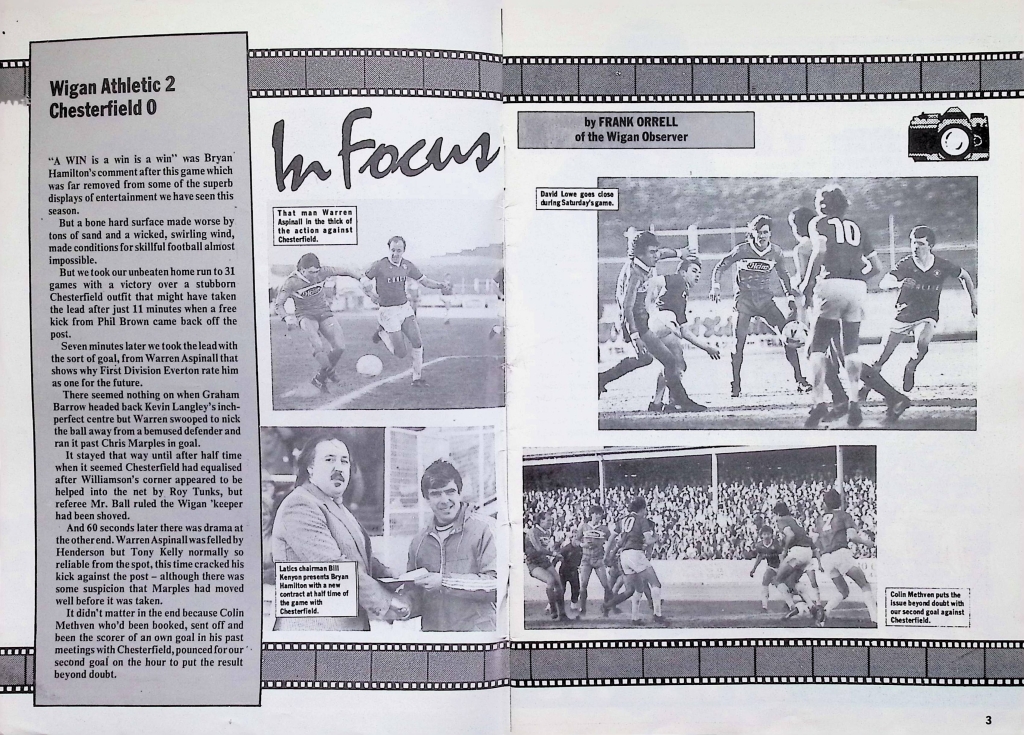 Wigan Athletic 2
Chesterfield 0
"A WIN is a win is a win" was Bryan
Hamilton's comment after this game which
was far removed from some of the superb
displays of entertainment we have seen this
season.
But a bone hard surface made worse by
tons of sand and a wicked, swirling wind,
made conditions for skillful football almost
impossible.
But we took our unbeaten home run to 31
games with a victory over a stubborn
Chesterfield outfit that might have taken
the lead after just 11 minutes when a free
kick from Phil Brown came back off the
post.
Seven minutes later we took the lead with
the sort of goal, from Warren Aspinall that
shows why First Division Everton rate him
as one for the future.
There seemed nothing on when Graham
Barrow headed back Kevin Langley's inch-
perfect centre but Warren swooped to nick
the ball away from a bemused defender and
ran it past Chris Marples in goal.
It stayed that way until after half time
when it seemed Chesterfield had equalised
after Williamson's corner appeared to be
helped into the net by Roy Tunks, but
referee Mr. Ball ruled the Wigan 'keeper
had been shoved.
And 60 seconds later there was drama at
the other end. Warren Aspinall was felled by
Henderson but Tony Kelly normally so
reliable from the spot, this time cracked his
kick against the post – although there was
some suspicion that Marples had moved
well before it was taken.
It didn't matter in the end because Colin
Methven who'd been booked, sent off and
been the scorer of an own goal in his past
meetings with Chesterfield, pounced for our
second goal on the hour to put the result
beyond doubt.
In Focus
That man Warren
Aspinall in the thick of
the action against
Chesterfield.
Latics chairman Bill
Kenyon presents Bryan
Hamilton with a new
contract at half time of
the game with
Chesterfield.
by FRANK ORRELL
of the Wigan Observer
David Lowe goes close
during Saturday's game.
10
Heinz
Colin Methven puts the
issue beyond doubt with
our second goal against
Chesterfield.
3